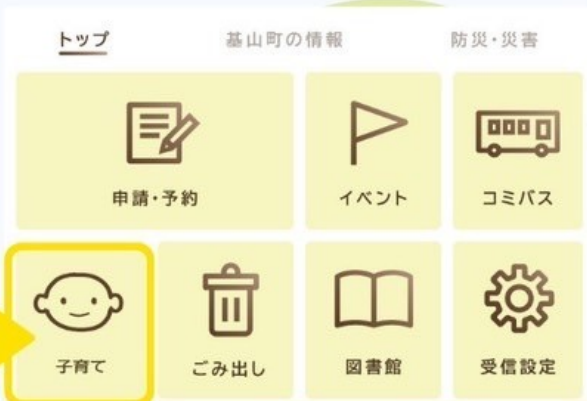 トップ 基山町の情報 防災・災害
申請・予約 イベント コミバス
子育て ごみ出し 図書館 受信設定